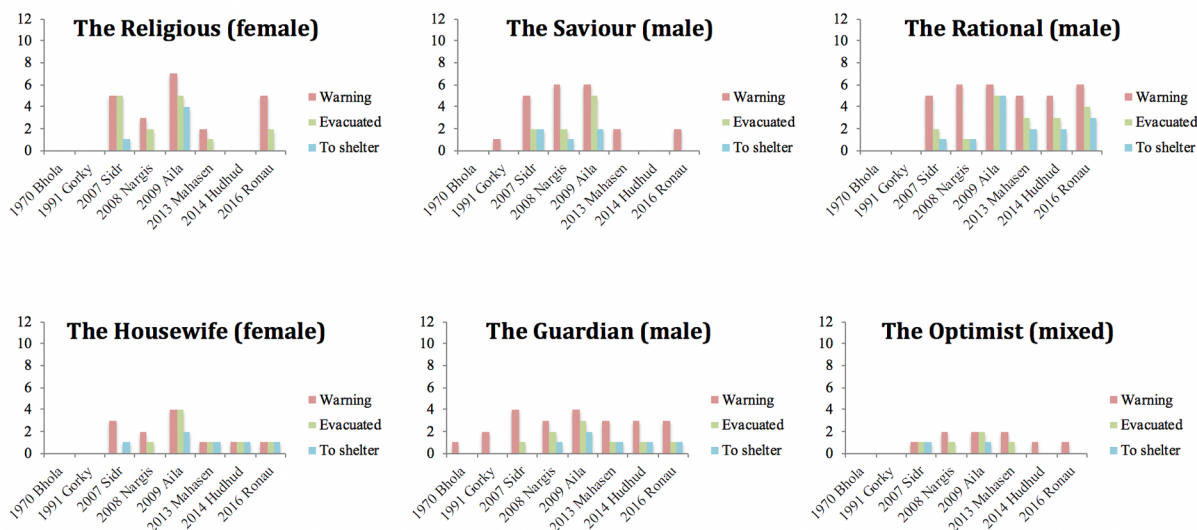 The Religious (female)
12
10
8
6
4
2
0
Warning
Evacuated
To shelter
1970 Bhola
1991 Gorky
2007 Sidr
2008 Nargis
2009 Aila
2013 Mahasen
2014 Hudhud
2016 Ronau
The Saviour (male)
12
10
8
6
4
2
0
Warning
Evacuated
To shelter
1970 Bhola
1991 Gorky
2007 Sidr
2008 Nargis
2009 Aila
2013 Mahasen
2014 Hudhud
2016 Ronau
The Rational (male)
12
10
8
6
4
2
0
Warning
Evacuated
To shelter
1970 Bhola
1991 Gorky
2007 Sidr
2008 Nargis
2009 Aila
2013 Mahasen
2014 Hudhud
2016 Ronau
The Housewife (female)
12
10
8
6
4
2
0
Warning
Evacuated
To shelter
1970 Bhola
1991 Gorky
2007 Sidr
2008 Nargis
2009 Aila
2013 Mahasen
2014 Hudhud
2016 Ronau
The Guardian (male)
12
10
8
6
4
2
0
Warning
Evacuated
To shelter
1970 Bhola
1991 Gorky
2007 Sidr
2008 Nargis
2009 Aila
2013 Mahasen
2014 Hudhud
2016 Ronau
The Optimist (mixed)
12
10
8
6
4
2
0
Warning
Evacuated
To shelter
1970 Bhola
1991 Gorky
2007 Sidr
2008 Nargis
2009 Aila
2013 Mahasen
2014 Hudhud
2016 Ronau